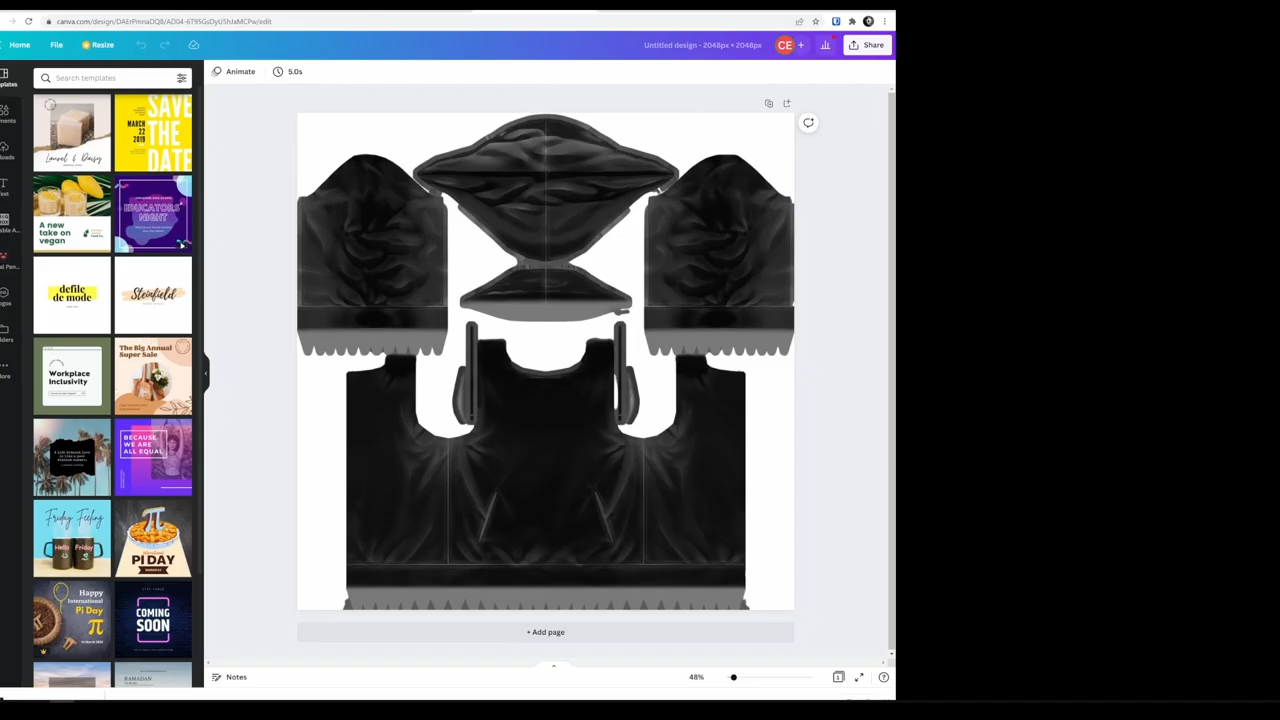 canva.com/design/DAErPmnaDQ8/AD04-6T95GsDyU5hJaMCPw/edit
Home File Resize
Untitled design - 2048px × 2048px CE + Share
Search templates
Animate 5.0s
Laurel & Daisy
SAVE
THE
DATE
MARCH
22
2019
A new
take on
vegan
EDUCATORS
NIGHT
defile
de mode
Steinfield
Workplace
Inclusivity
The Big Annual
Super Sale
BECAUSE
WE ARE
ALL EQUAL
Friday Feeling
Hello Friday
PI DAY
Happy
International
Pi Day
COMING
SOON
RAMADAN
+ Add page
Notes
48%
1